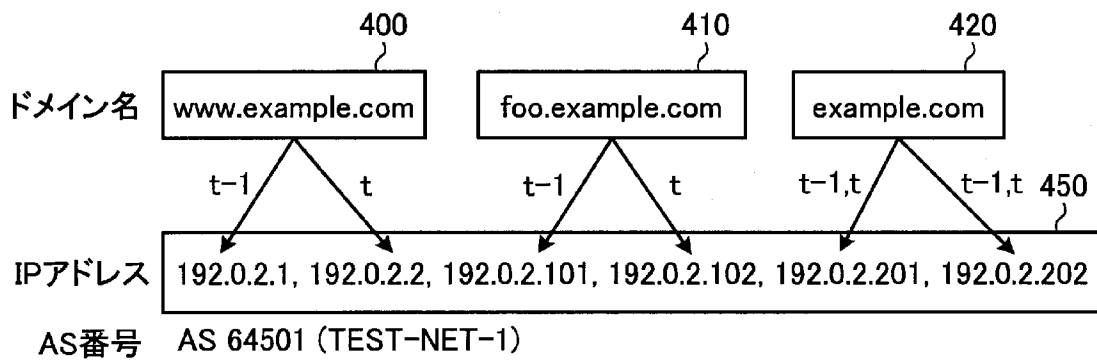 400 410 420
ドメイン名 www.example.com foo.example.com example.com
t-1 t t-1 t t-1,t t-1,t
450
IPアドレス 192.0.2.1, 192.0.2.2, 192.0.2.101, 192.0.2.102, 192.0.2.201, 192.0.2.202
AS番号 AS 64501 (TEST-NET-1)